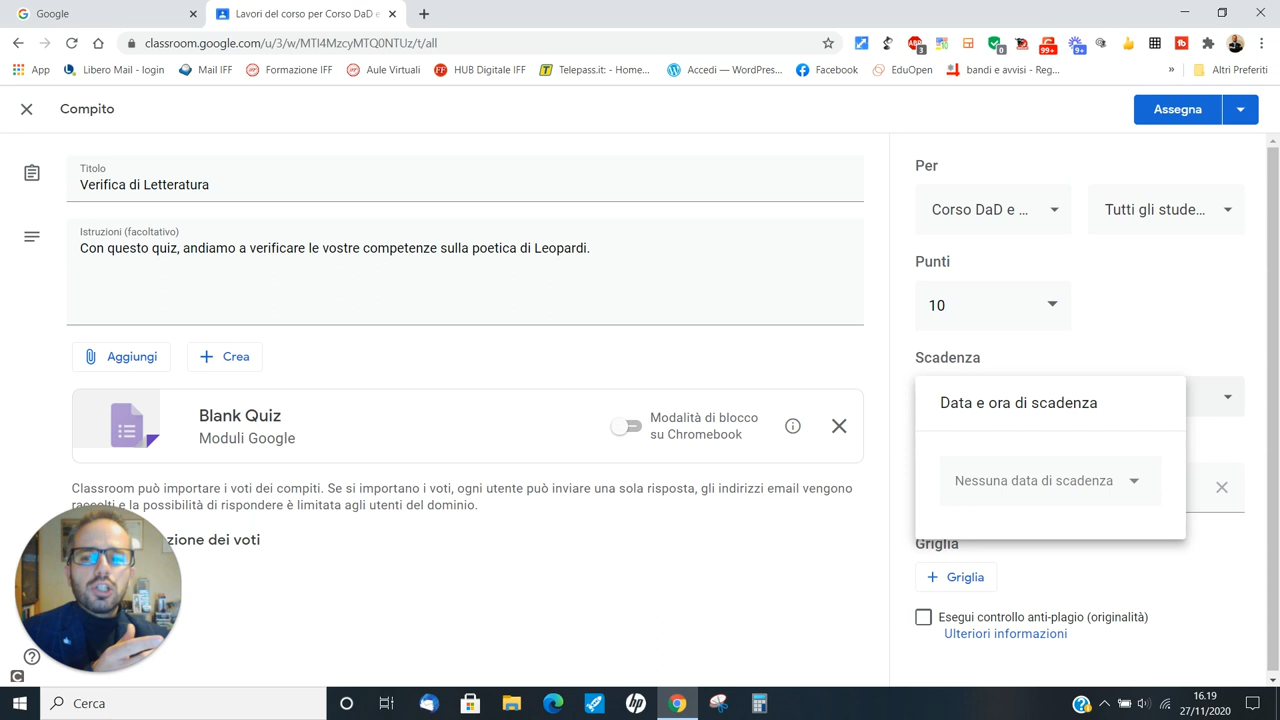 Google
Lavori del corso per Corso DaD e
classroom.google.com/u/3/w/MTI4MzcyMTQ0NTUz/t/all
3
0
99+
9+
App
Libero Mail - login
Mail IFF
Formazione IFF
Aule Virtuali
HUB Digitale IFF
Telepass.it: - Home...
Accedi — WordPres...
Facebook
EduOpen
bandi e avvisi - Reg...
»
Altri Preferiti
Compito
Assegna
Titolo
Verifica di Letteratura
Istruzioni (facoltativo)
Con questo quiz, andiamo a verificare le vostre competenze sulla poetica di Leopardi.
Aggiungi
Crea
Blank Quiz
Moduli Google
Modalità di blocco
su Chromebook
Classroom può importare i voti dei compiti. Se si importano i voti, ogni utente può inviare una sola risposta, gli indirizzi email vengono
raccolti e la possibilità di rispondere è limitata agli utenti del dominio.
zione dei voti
Per
Corso DaD e ...
Tutti gli stude...
Punti
10
Scadenza
Data e ora di scadenza
Nessuna data di scadenza
Griglia
Griglia
Esegui controllo anti-plagio (originalità)
Ulteriori informazioni
Cerca
16.19
27/11/2020